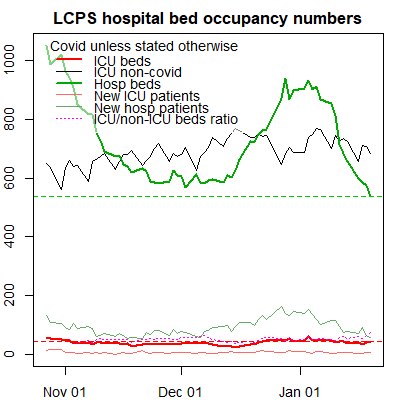 LCPS hospital bed occupancy numbers
Covid unless stated otherwise
ICU beds
ICU non-covid
Hosp beds
New ICU patients
New hosp patients
ICU/non-ICU beds ratio
1000
800
600
400
200
0
Nov 01 Dec 01 Jan 01